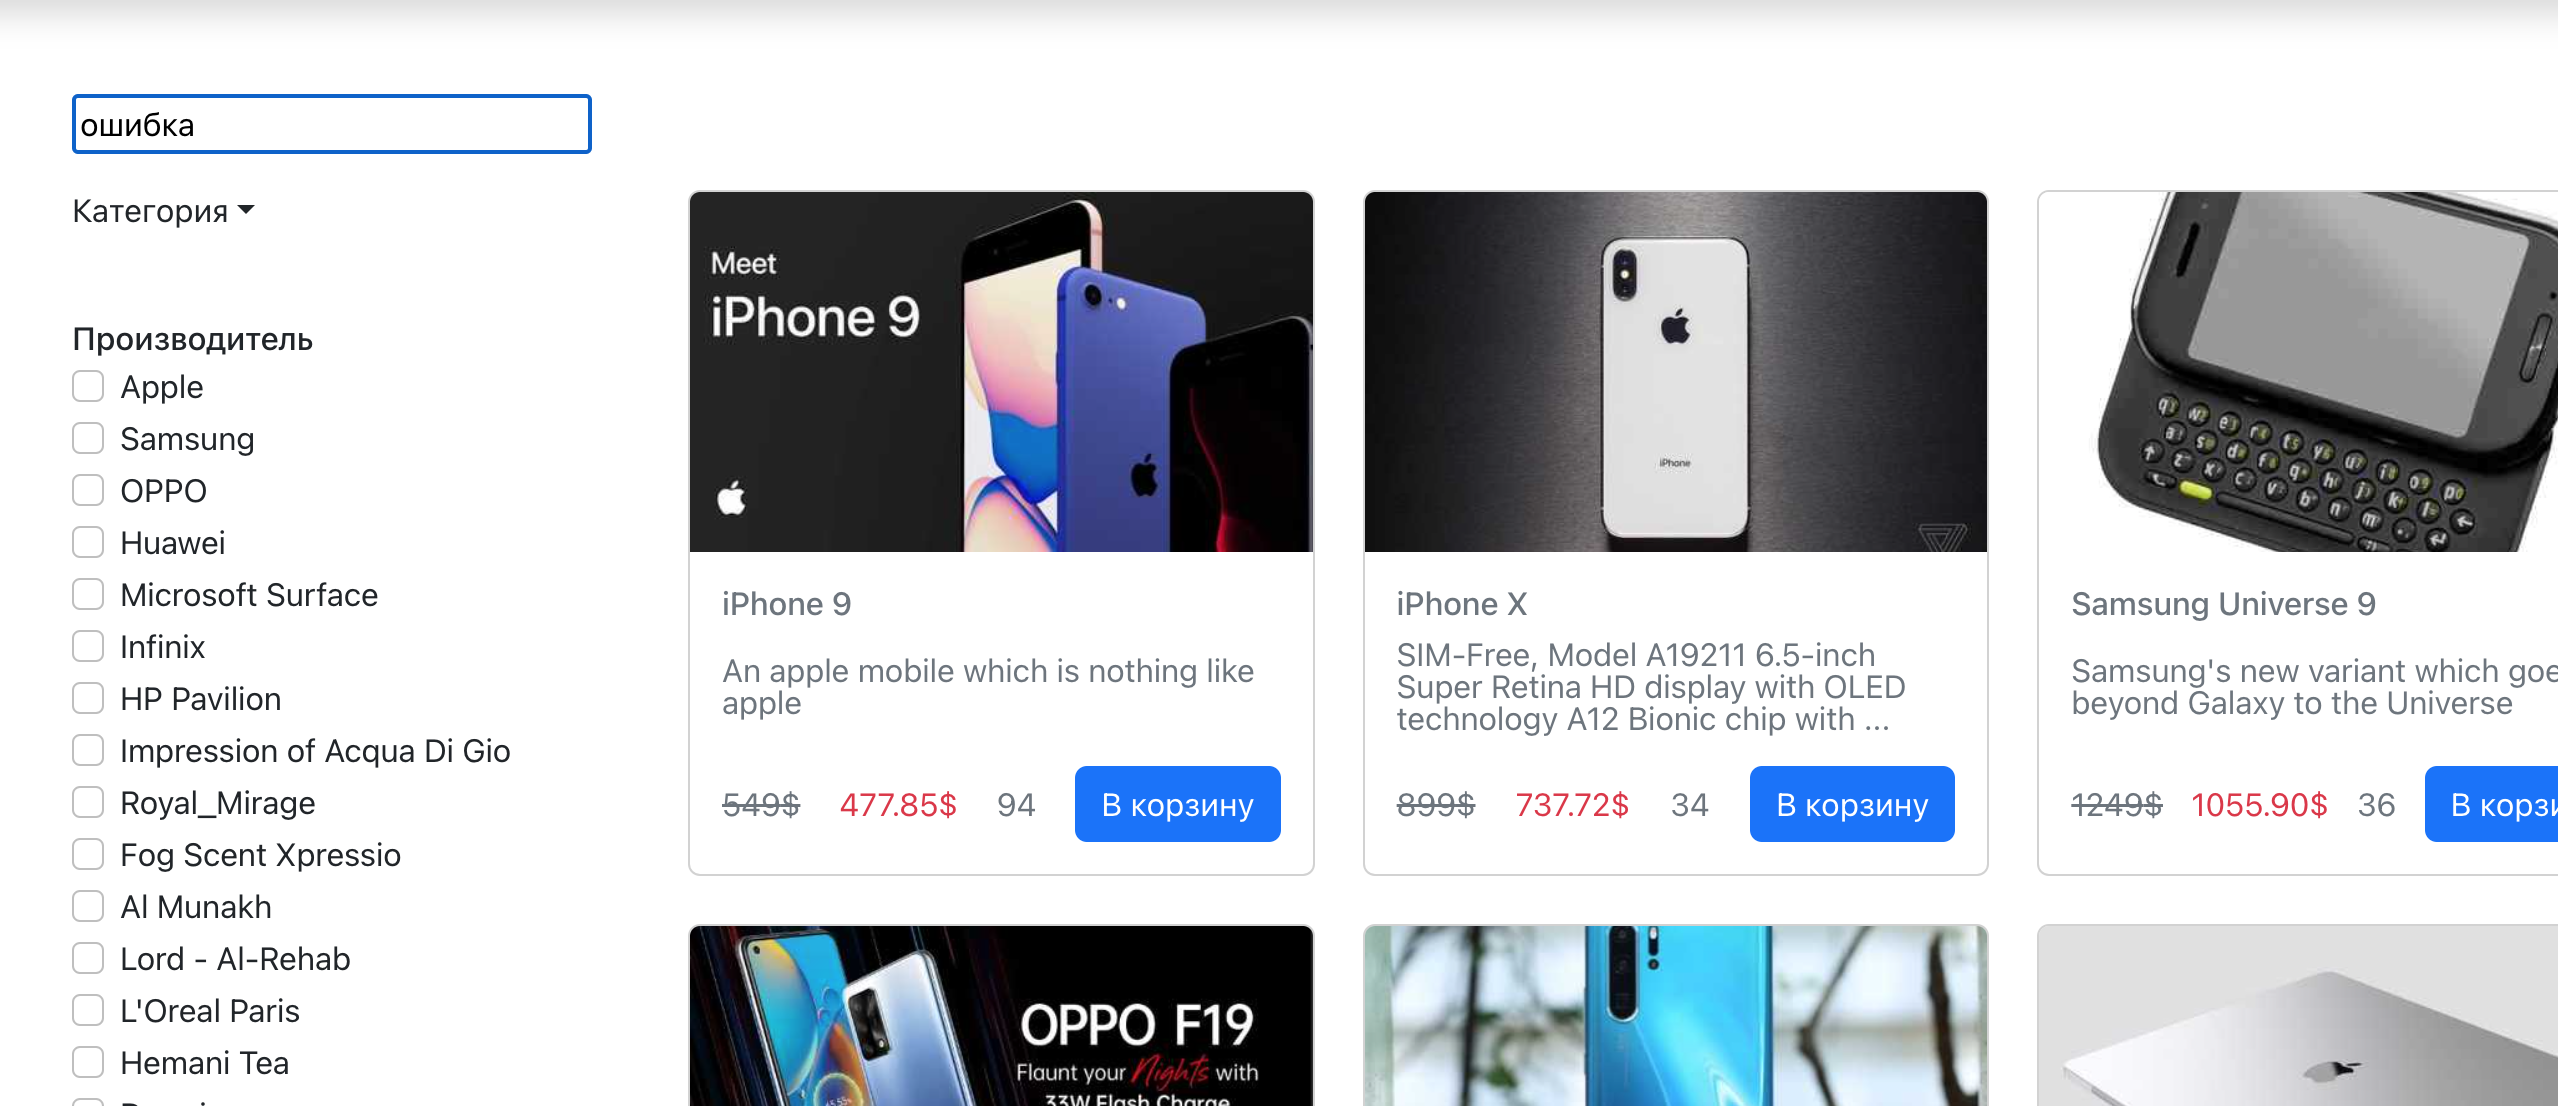 ошибка
Категория
Производитель
Apple
Samsung
OPPO
Huawei
Microsoft Surface
Infinix
HP Pavilion
Impression of Acqua Di Gio
Royal_Mirage
Fog Scent Xpressio
Al Munakh
Lord - Al-Rehab
L'Oreal Paris
Hemani Tea
Meet
iPhone 9
iPhone 9
An apple mobile which is nothing like
apple
549$ 477.85$ 94 В корзину
iPhone
iPhone X
SIM-Free, Model A19211 6.5-inch
Super Retina HD display with OLED
technology A12 Bionic chip with ...
899$ 737.72$ 34 В корзину
Samsung Universe 9
Samsung's new variant which goe
beyond Galaxy to the Universe
1249$ 1055.90$ 36 В корзи
OPPO F19
Flaunt your Nights with
33W Flash Charge